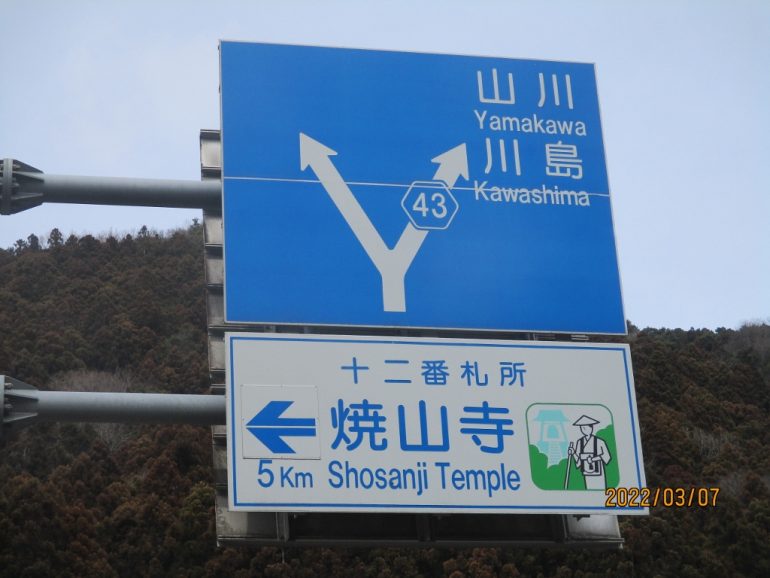 山川
Yamakawa
川島
Kawashima
43
十二番札所
焼山寺
5Km Shosanji Temple
2022/03/07